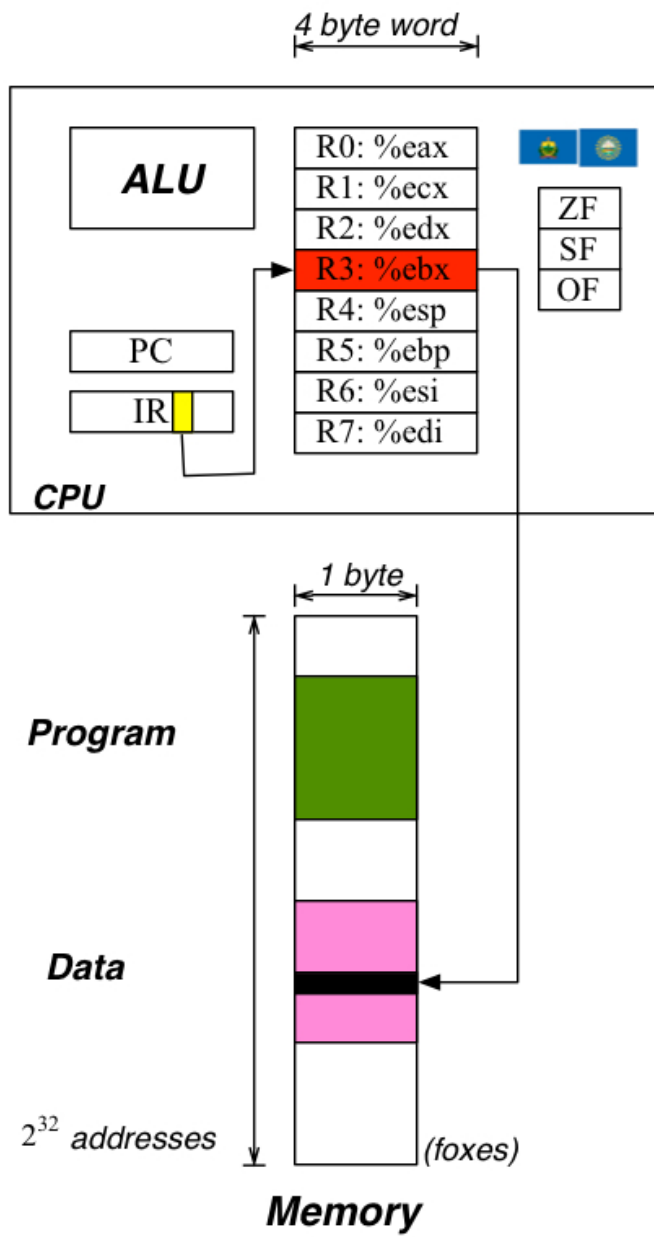 4 byte word
ALU
R0: %eax
R1: %ecx
R2: %edx
R3: %ebx
R4: %esp
R5: %ebp
R6: %esi
R7: %edi
ZF
SF
OF
PC
IR
CPU
1 byte
Program
Data
2³² addresses
(foxes)
Memory